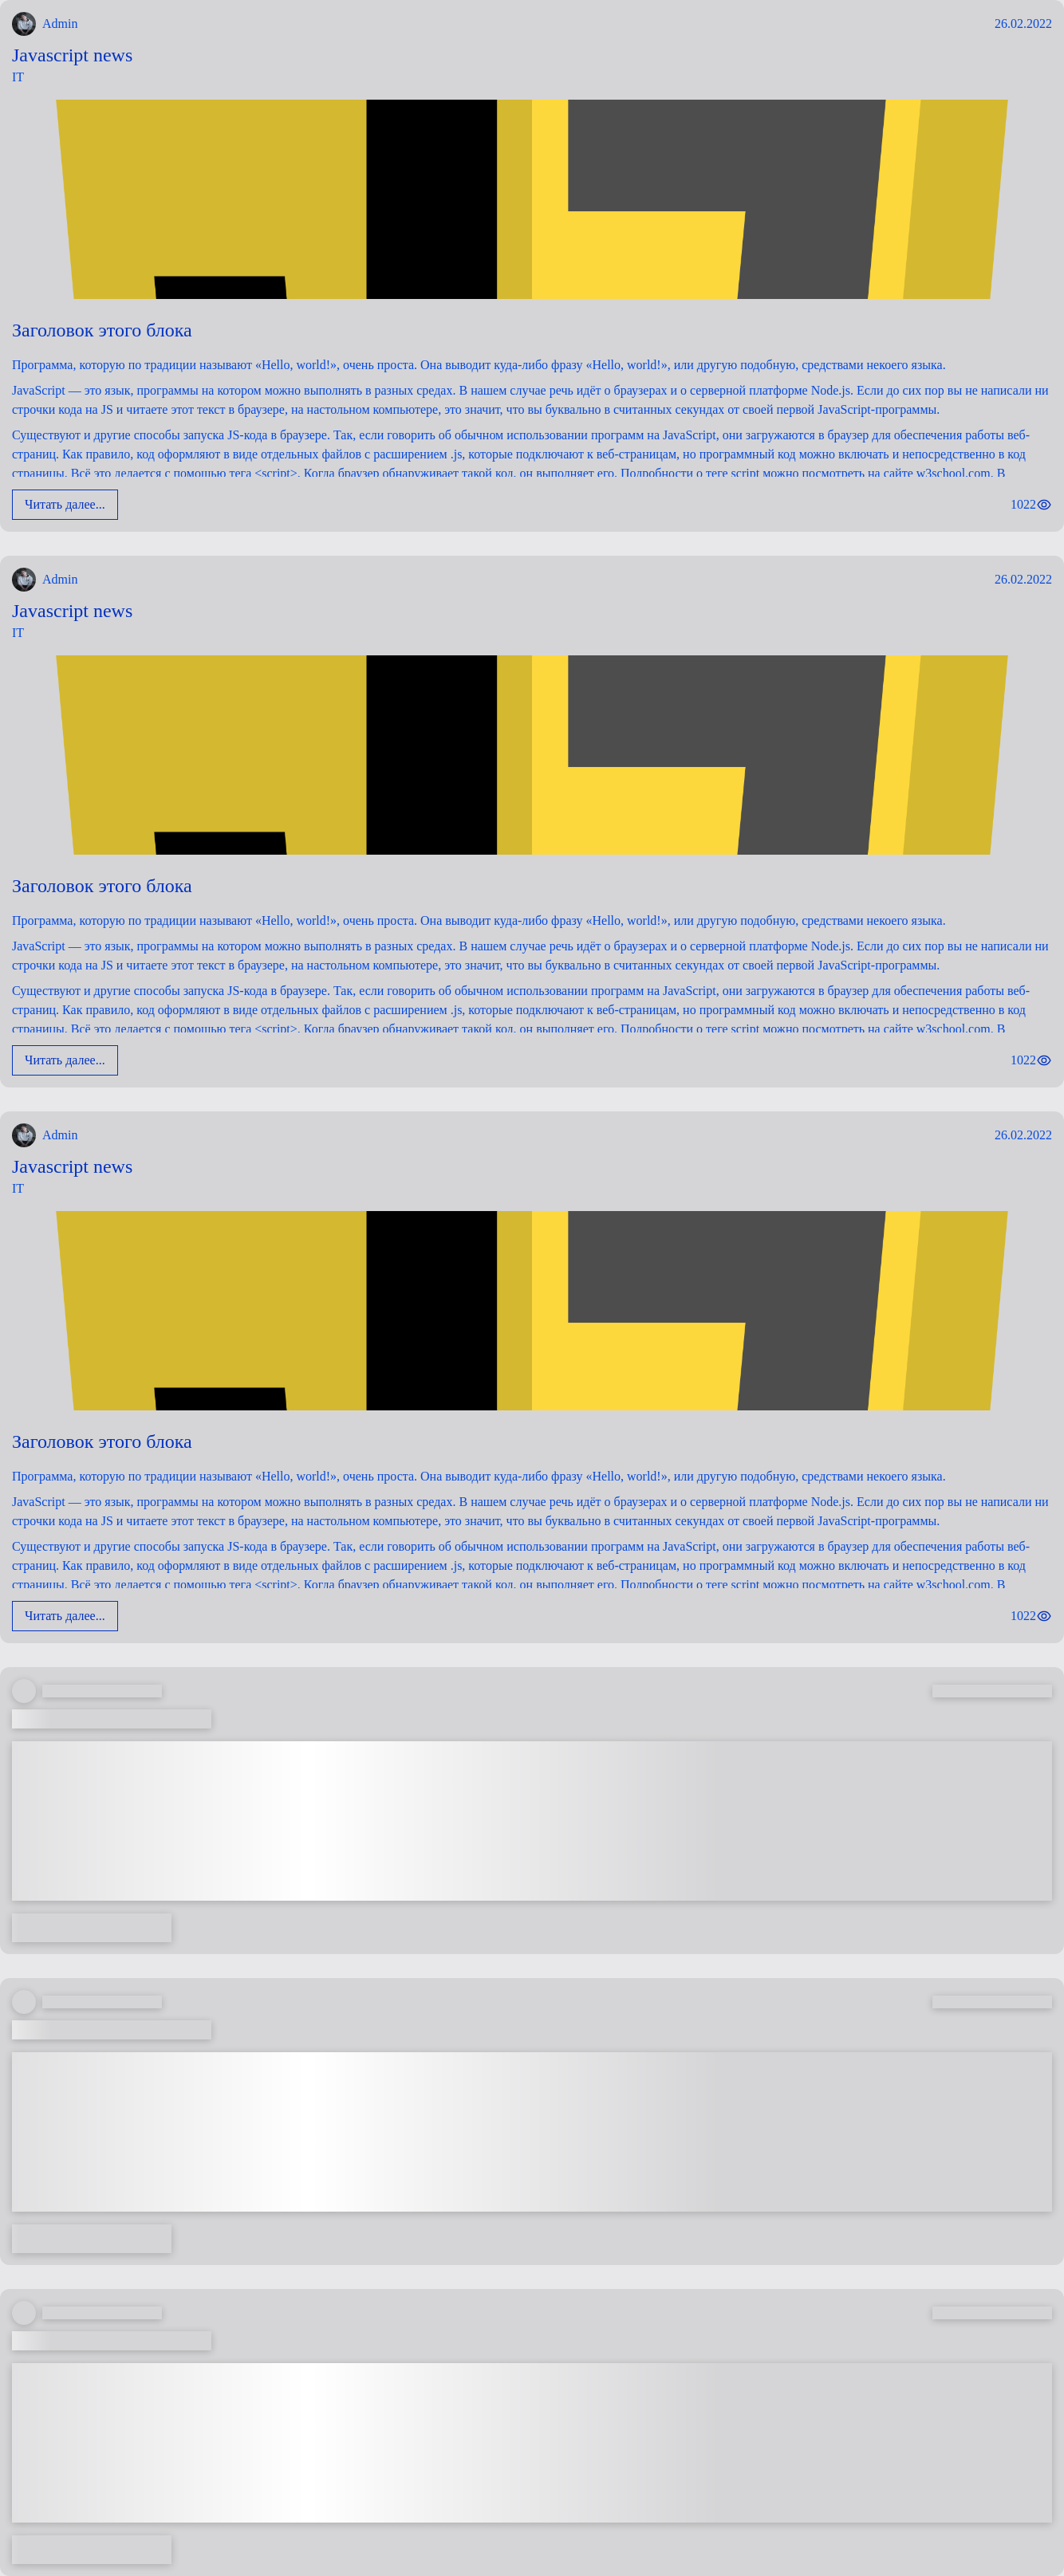 Admin
26.02.2022
Javascript news
IT
Заголовок этого блока
Программа, которую по традиции называют «Hello, world!», очень проста. Она выводит куда-либо фразу «Hello, world!», или другую подобную, средствами некоего языка.
JavaScript — это язык, программы на котором можно выполнять в разных средах. В нашем случае речь идёт о браузерах и о серверной платформе Node.js. Если до сих пор вы не написали ни
строчки кода на JS и читаете этот текст в браузере, на настольном компьютере, это значит, что вы буквально в считанных секундах от своей первой JavaScript-программы.
Существуют и другие способы запуска JS-кода в браузере. Так, если говорить об обычном использовании программ на JavaScript, они загружаются в браузер для обеспечения работы веб-
страниц. Как правило, код оформляют в виде отдельных файлов с расширением .js, которые подключают к веб-страницам, но программный код можно включать и непосредственно в код
страницы. Всё это делается с помощью тега <script>. Когда браузер обнаруживает такой код, он выполняет его. Подробности о теге script можно посмотреть на сайте w3school.com. В
Читать далее...
1022
Admin
26.02.2022
Javascript news
IT
Заголовок этого блока
Программа, которую по традиции называют «Hello, world!», очень проста. Она выводит куда-либо фразу «Hello, world!», или другую подобную, средствами некоего языка.
JavaScript — это язык, программы на котором можно выполнять в разных средах. В нашем случае речь идёт о браузерах и о серверной платформе Node.js. Если до сих пор вы не написали ни
строчки кода на JS и читаете этот текст в браузере, на настольном компьютере, это значит, что вы буквально в считанных секундах от своей первой JavaScript-программы.
Существуют и другие способы запуска JS-кода в браузере. Так, если говорить об обычном использовании программ на JavaScript, они загружаются в браузер для обеспечения работы веб-
страниц. Как правило, код оформляют в виде отдельных файлов с расширением .js, которые подключают к веб-страницам, но программный код можно включать и непосредственно в код
страницы. Всё это делается с помощью тега <script>. Когда браузер обнаруживает такой код, он выполняет его. Подробности о теге script можно посмотреть на сайте w3school.com. В
Читать далее...
1022
Admin
26.02.2022
Javascript news
IT
Заголовок этого блока
Программа, которую по традиции называют «Hello, world!», очень проста. Она выводит куда-либо фразу «Hello, world!», или другую подобную, средствами некоего языка.
JavaScript — это язык, программы на котором можно выполнять в разных средах. В нашем случае речь идёт о браузерах и о серверной платформе Node.js. Если до сих пор вы не написали ни
строчки кода на JS и читаете этот текст в браузере, на настольном компьютере, это значит, что вы буквально в считанных секундах от своей первой JavaScript-программы.
Существуют и другие способы запуска JS-кода в браузере. Так, если говорить об обычном использовании программ на JavaScript, они загружаются в браузер для обеспечения работы веб-
страниц. Как правило, код оформляют в виде отдельных файлов с расширением .js, которые подключают к веб-страницам, но программный код можно включать и непосредственно в код
страницы. Всё это делается с помощью тега <script>. Когда браузер обнаруживает такой код, он выполняет его. Подробности о теге script можно посмотреть на сайте w3school.com. В
Читать далее...
1022